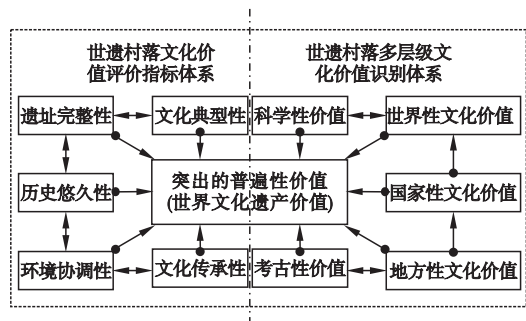 世遗村落文化价
值评价指标体系
世遗村落多层级文
化价值识别体系
遗址完整性
文化典型性
科学性价值
世界性文化价值
历史悠久性
突出的普遍性价值
(世界文化遗产价值)
国家性文化价值
环境协调性
文化传承性
考古性价值
地方性文化价值